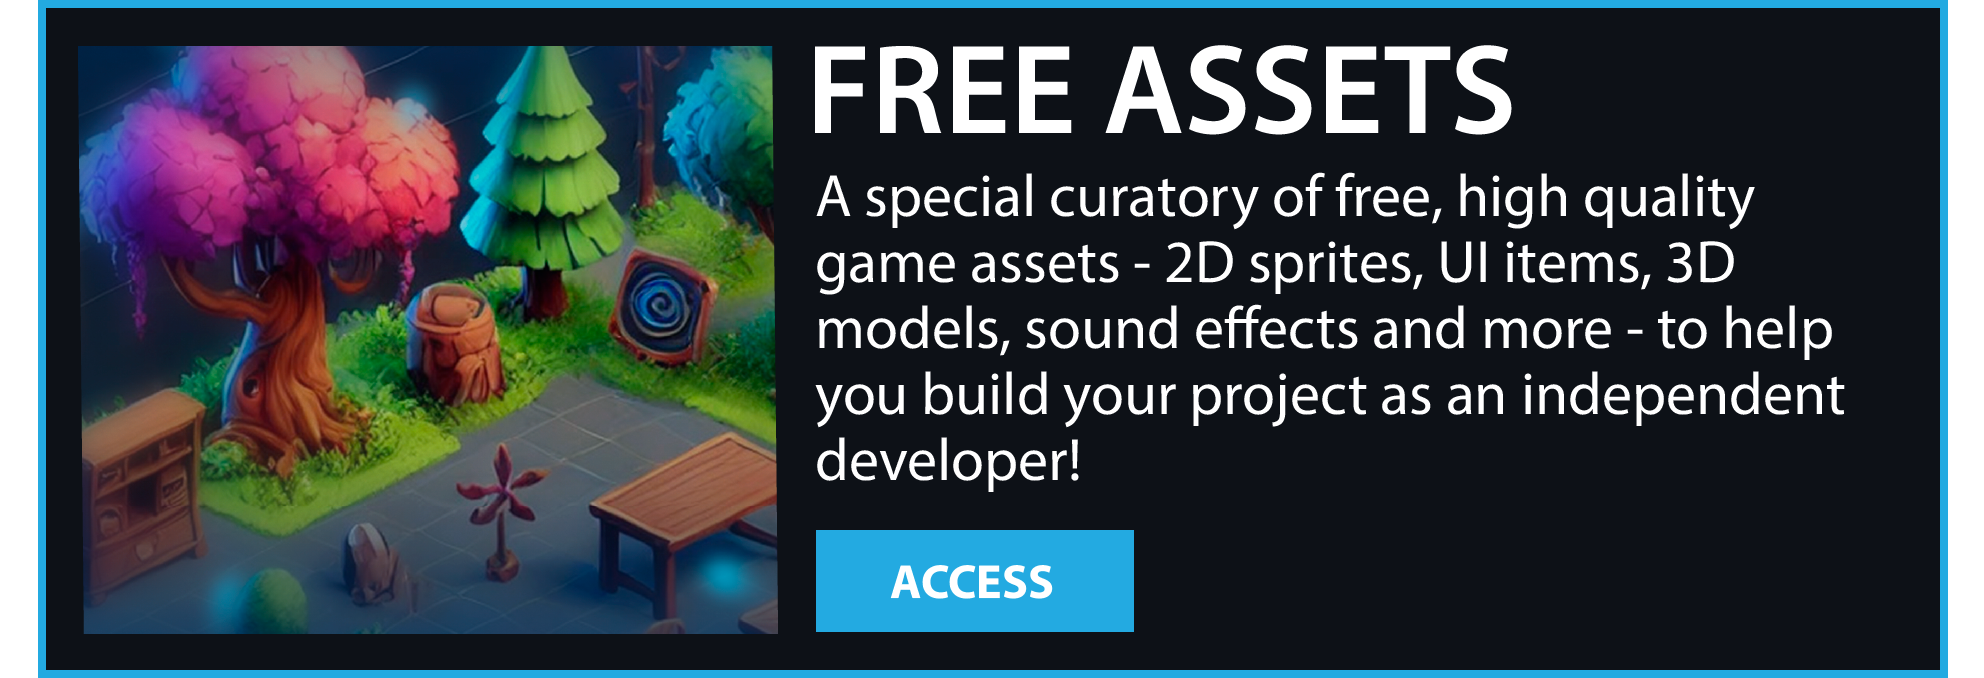 FREE ASSETS
A special curatory of free, high quality
game assets - 2D sprites, UI items, 3D
models, sound effects and more - to help
you build your project as an independent
developer!
ACCESS